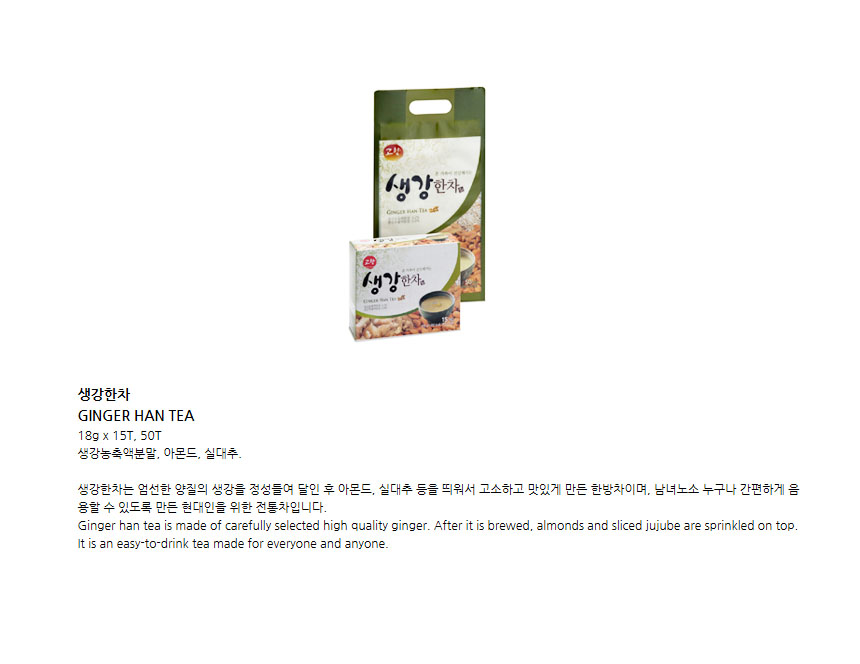 고향
생강한차
GINGER HAN TEA
고향
생강한차
GINGER HAN TEA
15
생강한차
GINGER HAN TEA
18g x 15T, 50T
생강농축액분말, 아몬드, 실대추.
생강한차는 엄선한 양질의 생강을 정성들여 달인 후 아몬드, 실대추 등을 띄워서 고소하고 맛있게 만든 한방차이며, 남녀노소 누구나 간편하게 음
용할 수 있도록 만든 현대인을 위한 전통차입니다.
Ginger han tea is made of carefully selected high quality ginger. After it is brewed, almonds and sliced jujube are sprinkled on top.
It is an easy-to-drink tea made for everyone and anyone.